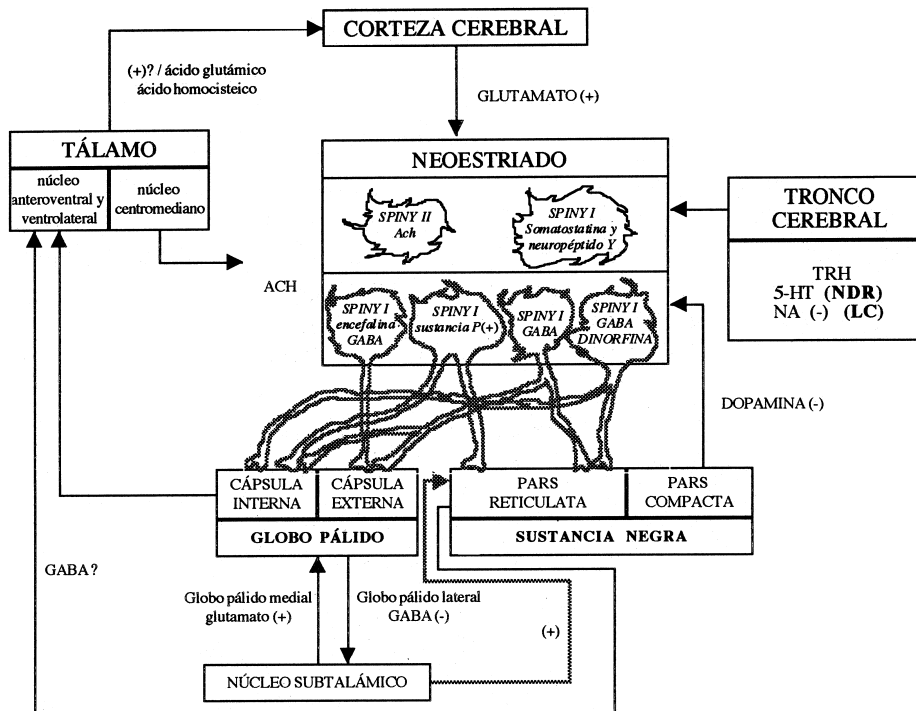 CORTEZA CEREBRAL
(+)? / ácido glutámico
ácido homocisteico
GLUTAMATO (+)
TÁLAMO
núcleo
anteroventral y
ventrolateral
núcleo
centromediano
NEOESTRIADO
SPINY II
Ach
SPINY I
Somatostatina y
neuropéptido Y
TRONCO
CEREBRAL
TRH
5-HT (NDR)
NA (-) (LC)
ACH
SPINY I
encefalina
GABA
SPINY I
sustancia P(+)
SPINY I
GABA
SPINY I
GABA
DINORFINA
DOPAMINA (-)
CÁPSULA
INTERNA
CÁPSULA
EXTERNA
GLOBO PÁLIDO
PARS
RETICULATA
PARS
COMPACTA
SUSTANCIA NEGRA
GABA ?
Globo pálido medial
glutamato (+)
Globo pálido lateral
GABA (-)
(+)
NÚCLEO SUBTALÁMICO